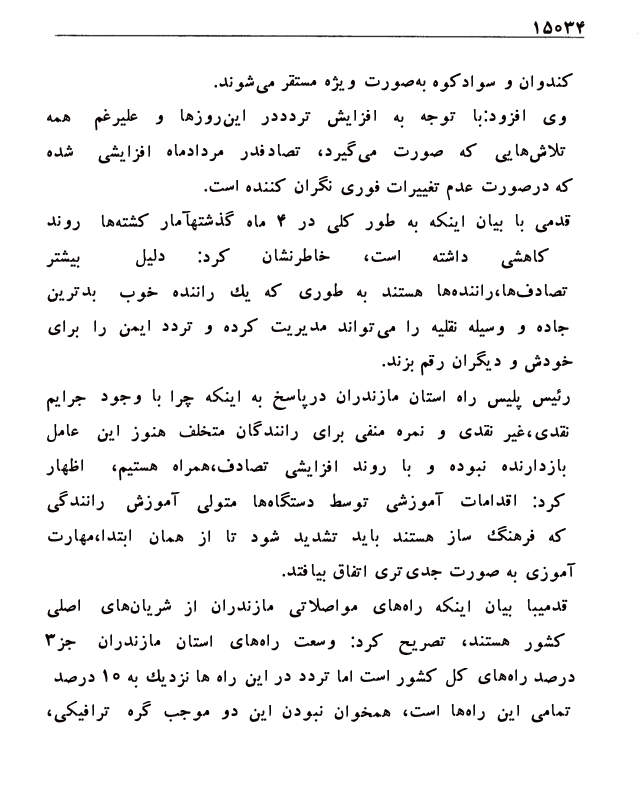 ۱۵۰۳۴
کندوان و سوادکوه به‌صورت ویژه مستقر می‌شوند.
وی افزود:با توجه به افزایش تردددر این‌روزها و علیرغم همه
تلاش‌هایی که صورت می‌گیرد، تصادفدر مردادماه افزایشی شده
که درصورت عدم تغییرات فوری نگران کننده است.
قدمی با بیان اینکه به طور کلی در ۴ ماه گذشتهآمار کشته‌ها روند
کاهشی داشته است، خاطرنشان کرد: دلیل بیشتر
تصادف‌ها،راننده‌ها هستند به طوری که یك راننده خوب بدترین
جاده و وسیله نقلیه را می‌تواند مدیریت کرده و تردد ایمن را برای
خودش و دیگران رقم بزند.
رئیس پلیس راه استان مازندران درپاسخ به اینکه چرا با وجود جرایم
نقدی،غیر نقدی و نمره منفی برای رانندگان متخلف هنوز این عامل
بازدارنده نبوده و با روند افزایشی تصادف،همراه هستیم، اظهار
کرد: اقدامات آموزشی توسط دستگاه‌ها متولی آموزش رانندگی
که فرهنگ ساز هستند باید تشدید شود تا از همان ابتدا،مهارت
آموزی به صورت جدی‌تری اتفاق بیافتد.
قدمیبا بیان اینکه راه‌های مواصلاتی مازندران از شریان‌های اصلی
کشور هستند، تصریح کرد: وسعت راه‌های استان مازندران جز۳
درصد راه‌های کل کشور است اما تردد در این راه ها نزدیك به ۱۰ درصد
تمامی این راه‌ها است، همخوان نبودن این دو موجب گره ترافیکی،